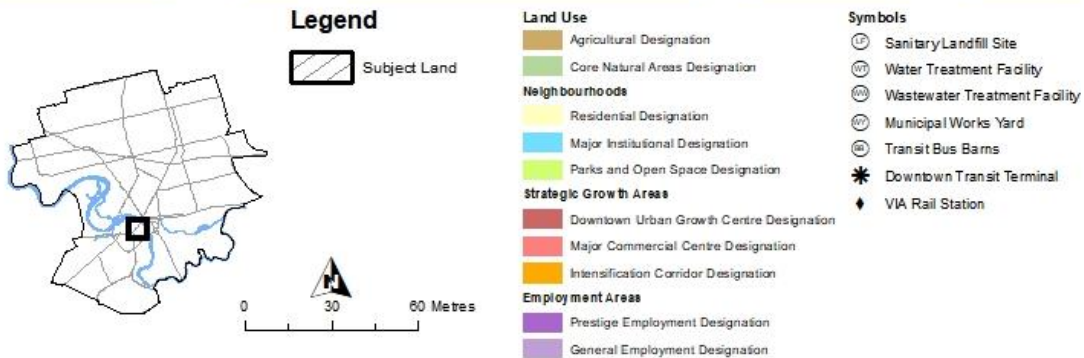 Legend
Subject Land
N
0 30 60 Metres
Land Use
Agricultural Designation
Core Natural Areas Designation
Neighbourhoods
Residential Designation
Major Institutional Designation
Parks and Open Space Designation
Strategic Growth Areas
Downtown Urban Growth Centre Designation
Major Commercial Centre Designation
Intensification Corridor Designation
Employment Areas
Prestige Employment Designation
General Employment Designation
Symbols
LF Sanitary Landfill Site
WT Water Treatment Facility
WW Wastewater Treatment Facility
WY Municipal Works Yard
BB Transit Bus Barns
Downtown Transit Terminal
VIA Rail Station